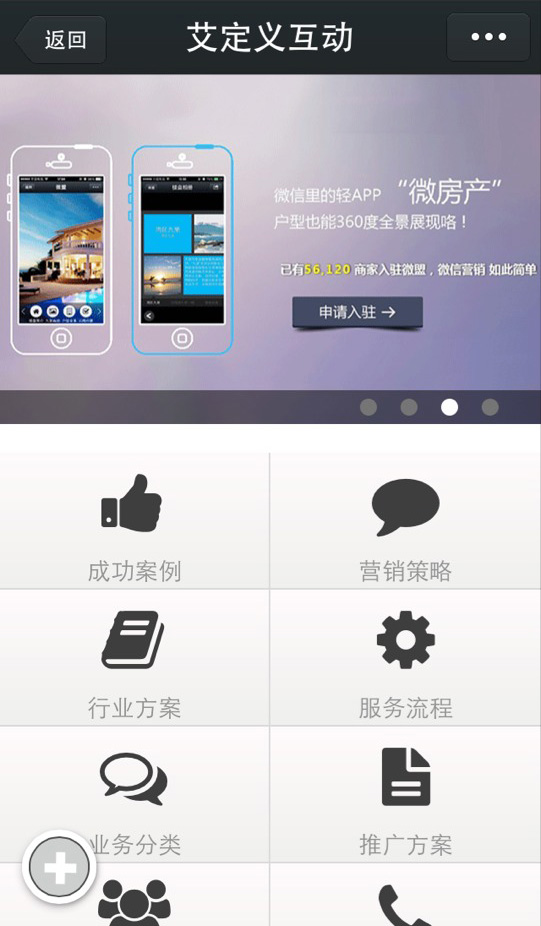 返回
艾定义互动
微信里的轻APP “微房产”
户型也能360度全景展现咯！
已有56,120 商家入驻微盟，微信营销 如此简单
申请入驻 →
成功案例
营销策略
行业方案
服务流程
业务分类
推广方案